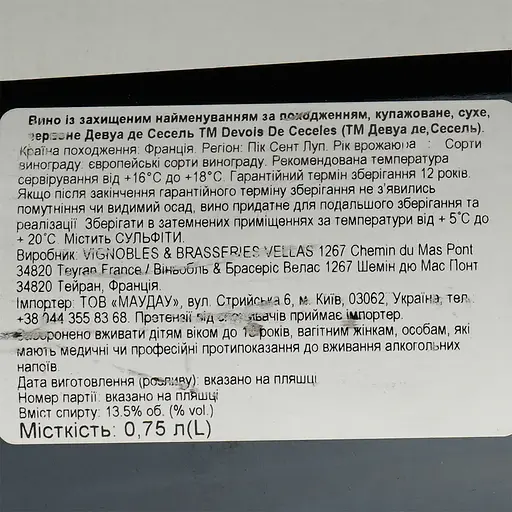 Вино із захищеним найменуванням за походженням, купажоване, сухе,
червоне Девуа де Сесель ТМ Devois De Ceceles (ТМ Девуа де Сесель).
Країна походження: Франція. Регіон: Пік Сент Луп. Рік врожаю : Сорти
винограду: європейські сорти винограду. Рекомендована температура
сервірування від +16°С до +18°С. Гарантійний термін зберігання 12 років.
Якщо після закінчення гарантійного терміну зберігання не з'явились
помутніння чи видимий осад, вино придатне для подальшого зберігання та
реалізації Зберігати в затемнених приміщеннях за температури від + 5°С до
+ 20°С. Містить СУЛЬФІТИ.
Виробник: VIGNOBLES & BRASSERIES VELLAS 1267 Chemin du Mas Pont
34820 Teyran France / Віньобль & Брасеріс Велас 1267 Шемін дю Мас Понт
34820 Тейран, Франція.
Імпортер: ТОВ «МАУДАУ», вул. Стрийська 6, м. Київ, 03062, Україна, тел.
+38 044 355 83 68. Претензії від споживачів приймає імпортер.
Заборонено вживати дітям віком до 18 років, вагітним жінкам, особам, які
мають медичні чи професійні протипоказання до вживання алкогольних
напоїв.
Дата виготовлення (розливу): вказано на пляшці
Номер партії: вказано на пляшці
Вміст спирту: 13.5% об. (% vol.)
Місткість: 0,75 л(L)